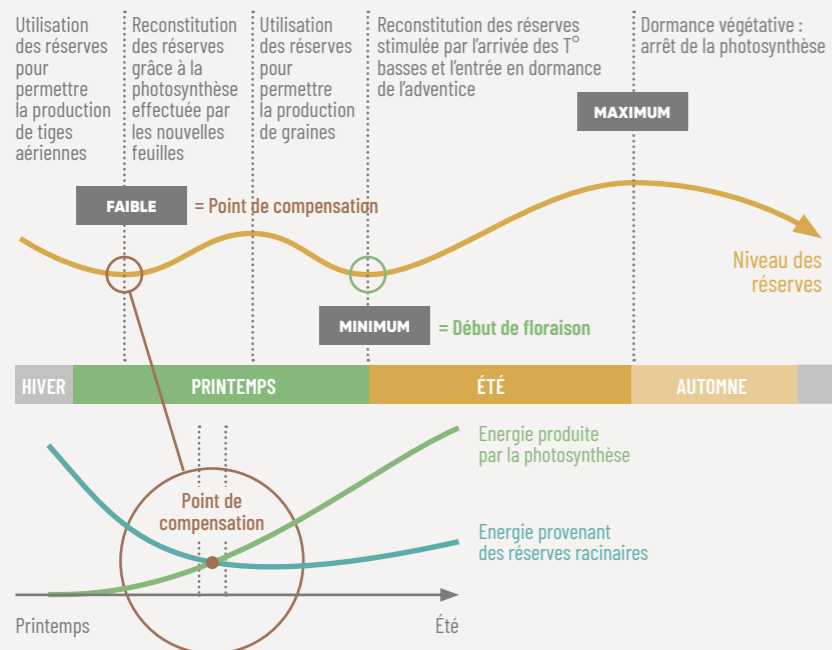 Utilisation
des réserves
pour
permettre
la production
de tiges
aériennes
Reconstitution
des réserves
grâce à la
photosynthèse
effectuée par
les nouvelles
feuilles
Utilisation
des réserves
pour
permettre
la production
de graines
Reconstitution des réserves
stimulée par l'arrivée des T°
basses et l'entrée en dormance
de l'adventice
Dormance végétative :
arrêt de la photosynthèse
MAXIMUM
FAIBLE
= Point de compensation
Niveau des
réserves
MINIMUM
= Début de floraison
HIVER
PRINTEMPS
ÉTÉ
AUTOMNE
Energie produite
par la photosynthèse
Point de
compensation
Energie provenant
des réserves racinaires
Printemps
Été